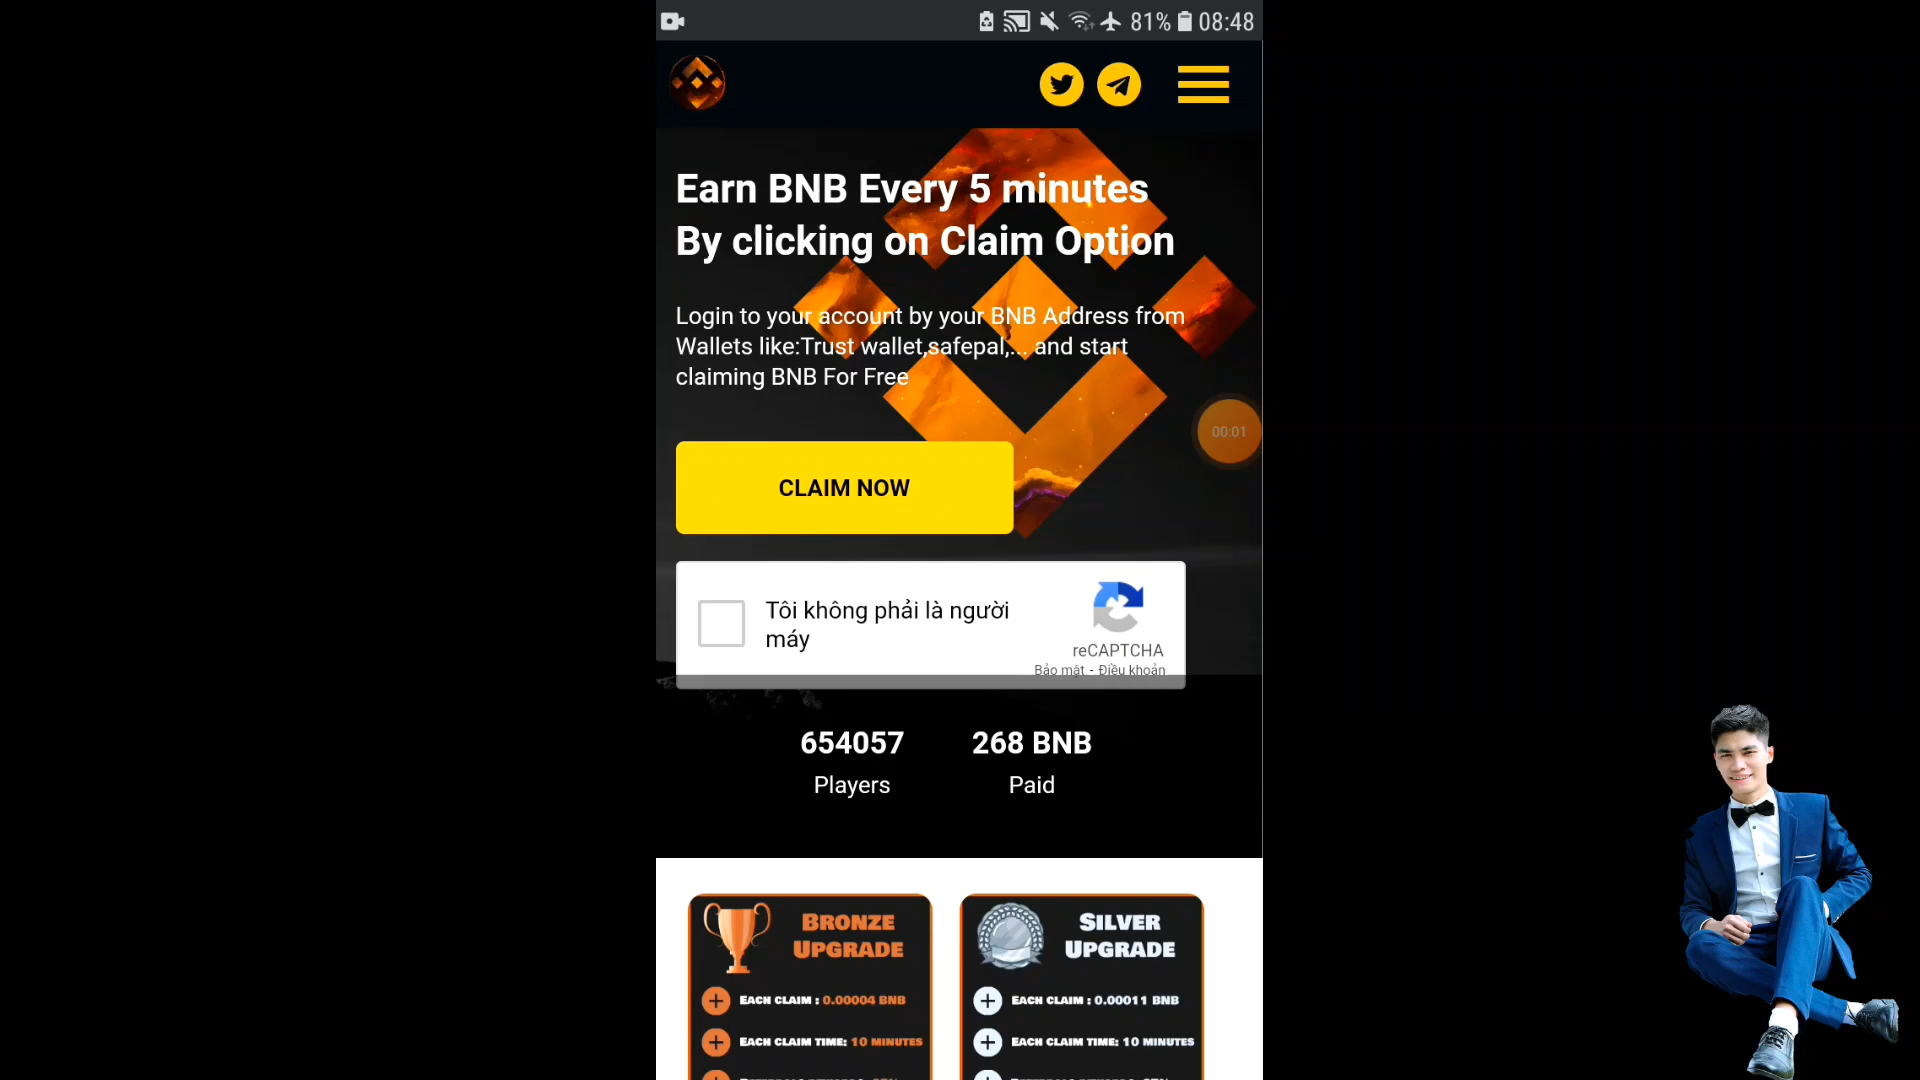 81% 08:48
Earn BNB Every 5 minutes
By clicking on Claim Option
Login to your account by your BNB Address from
Wallets like:Trust wallet,safepal,... and start
claiming BNB For Free
00:01
CLAIM NOW
Tôi không phải là người
máy
reCAPTCHA
Bảo mật - Điều khoản
654057
Players
268 BNB
Paid
BRONZE
UPGRADE
EACH CLAIM : 0.00004 BNB
EACH CLAIM TIME: 10 MINUTES
SILVER
UPGRADE
EACH CLAIM : 0.00011 BNB
EACH CLAIM TIME: 10 MINUTES